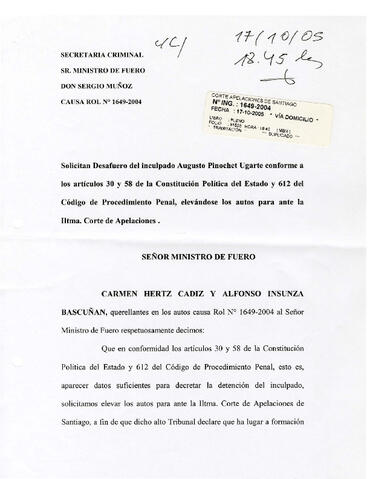 17/10/05
18.45
SECRETARIA CRIMINAL
SR. MINISTRO DE FUERO
DON SERGIO MUÑOZ
CAUSA ROL N° 1649-2004
CORTE APELACIONES DE SANTIAGO
N° ING. : 1649-2004
FECHA : 17-10-2005 * VÍA DOMICILIO *
LIBRO : PLENO
FOLIO : HORA :
TRAMITACIÓN DUPLICADO
Solicitan Desafuero del inculpado Augusto Pinochet Ugarte conforme a
los artículos 30 y 58 de la Constitución Política del Estado y 612 del
Código de Procedimiento Penal, elevándose los autos para ante la
Iltma. Corte de Apelaciones .
SEÑOR MINISTRO DE FUERO
CARMEN HERTZ CADIZ Y ALFONSO INSUNZA
BASCUÑAN, querellantes en los autos causa Rol N° 1649-2004 al Señor
Ministro de Fuero respetuosamente decimos:
Que en conformidad los artículos 30 y 58 de la Constitución
Política del Estado y 612 del Código de Procedimiento Penal, esto es,
aparecer datos suficientes para decretar la detención del inculpado,
solicitamos elevar los autos para ante la Iltma. Corte de Apelaciones de
Santiago, a fin de que dicho alto Tribunal declare que ha lugar a formación